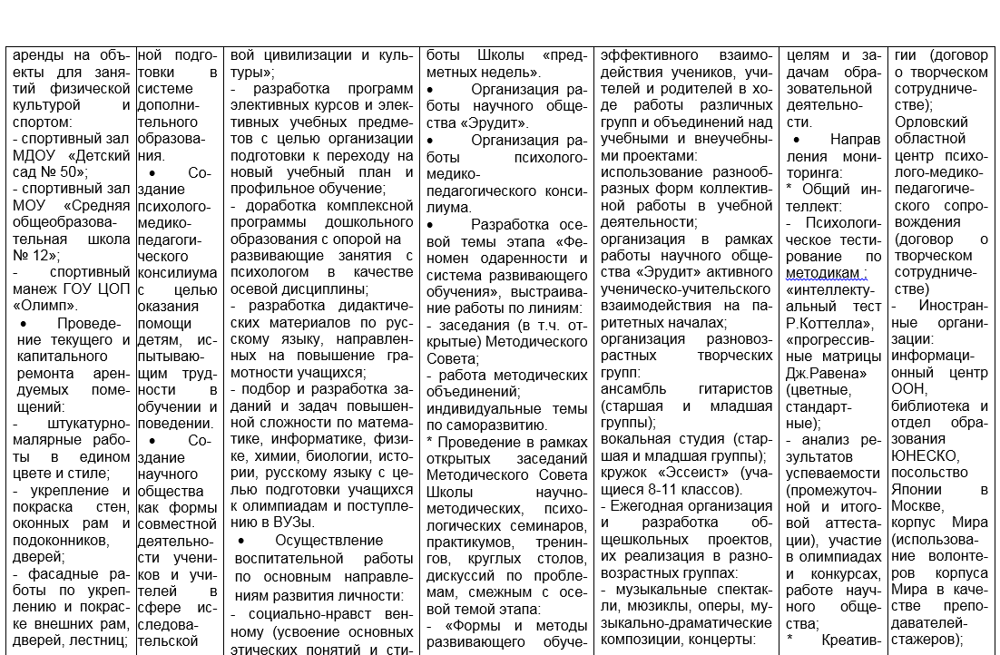 аренды на объ-
екты для заня-
тий физической
культурой и
спортом:
- спортивный зал
МДОУ «Детский
сад № 50»;
- спортивный зал
МОУ «Средняя
общеобразова-
тельная школа
№ 12»;
- спортивный
манеж ГОУ ЦОП
«Олимп».
• Проведе-
ние текущего и
капитального
ремонта арен-
дуемых поме-
щений:
- штукатурно-
малярные рабо-
ты в едином
цвете и стиле;
- укрепление и
покраска стен,
оконных рам и
подоконников,
дверей;
- фасадные ра-
боты по укреп-
лению и покрас-
ке внешних рам,
дверей, лестниц;
ной подго-
товки в
системе
дополни-
тельного
образова-
ния.
• Со-
здание
психолого-
медико-
педагоги-
ческого
консилиума
с целью
оказания
помощи
детям, ис-
пытываю-
щим труд-
ности в
обучении и
поведении.
• Со-
здание
научного
общества
как формы
совместной
деятельно-
сти учени-
ков и учи-
телей в
сфере ис-
следова-
тельской
вой цивилизации и куль-
туры»;
- разработка программ
элективных курсов и элек-
тивных учебных предме-
тов с целью организации
подготовки к переходу на
новый учебный план и
профильное обучение;
- доработка комплексной
программы дошкольного
образования с опорой на
развивающие занятия с
психологом в качестве
осевой дисциплины;
- разработка дидактиче-
ских материалов по рус-
скому языку, направлен-
ных на повышение гра-
мотности учащихся;
- подбор и разработка за-
даний и задач повышен-
ной сложности по матема-
тике, информатике, физи-
ке, химии, биологии, исто-
рии, русскому языку с це-
лью подготовки учащихся
к олимпиадам и поступле-
нию в ВУЗы.
• Осуществление
воспитательной работы
по основным направле-
ниям развития личности:
- социально-нравст вен-
ному (усвоение основных
этических понятий и сти-
боты Школы «пред-
метных недель».
• Организация ра-
боты научного обще-
ства «Эрудит».
• Организация ра-
боты психолого-
медико-
педагогического конси-
лиума.
• Разработка осе-
вой темы этапа «Фе-
номен одаренности и
система развивающего
обучения», выстраива-
ние работы по линиям:
- заседания (в т.ч. от-
крытые) Методического
Совета;
- работа методических
объединений;
индивидуальные темы
по саморазвитию.
* Проведение в рамках
открытых заседаний
Методического Совета
Школы научно-
методических, психо-
логических семинаров,
практикумов, тренин-
гов, круглых столов,
дискуссий по пробле-
мам, смежным с осе-
вой темой этапа:
- «Формы и методы
развивающего обуче-
эффективного взаимо-
действия учеников, учи-
телей и родителей в хо-
де работы различных
групп и объединений над
учебными и внеучебны-
ми проектами:
использование разнооб-
разных форм коллектив-
ной работы в учебной
деятельности;
организация в рамках
работы научного обще-
ства «Эрудит» активного
ученическо-учительского
взаимодействия на па-
ритетных началах;
организация разновоз-
растных творческих
групп:
ансамбль гитаристов
(старшая и младшая
группы);
вокальная студия (стар-
шая и младшая группы);
кружок «Эссеист» (уча-
щиеся 8-11 классов).
- Ежегодная организация
и разработка об-
щешкольных проектов,
их реализация в разно-
возрастных группах:
- музыкальные спектак-
ли, мюзиклы, оперы, му-
зыкально-драматические
композиции, концерты:
целям и за-
дачам обра-
зовательной
деятельно-
сти.
• Направ
ления мони-
торинга:
* Общий ин-
теллект:
- Психологи-
ческое тести-
рование по
методикам :
«интеллекту-
альный тест
Р.Коттелла»,
«прогрессив-
ные матрицы
Дж.Равена»
(цветные,
стандарт-
ные);
- анализ ре-
зультатов
успеваемости
(промежуточ-
ной и итого-
вой аттеста-
ции), участие
в олимпиадах
и конкурсах,
работе науч-
ного обще-
ства;
* Креатив-
гии (договор
о творческом
сотрудниче-
стве);
Орловский
областной
центр психо-
лого-медико-
педагогиче-
ского сопро-
вождения
(договор о
творческом
сотрудниче-
стве)
- Иностран-
ные органи-
зации:
информаци-
онный центр
ООН,
библиотека и
отдел обра-
зования
ЮНЕСКО,
посольство
Японии в
Москве,
корпус Мира
(использова-
ние волонте-
ров корпуса
Мира в каче-
стве препо-
давателей-
стажеров);